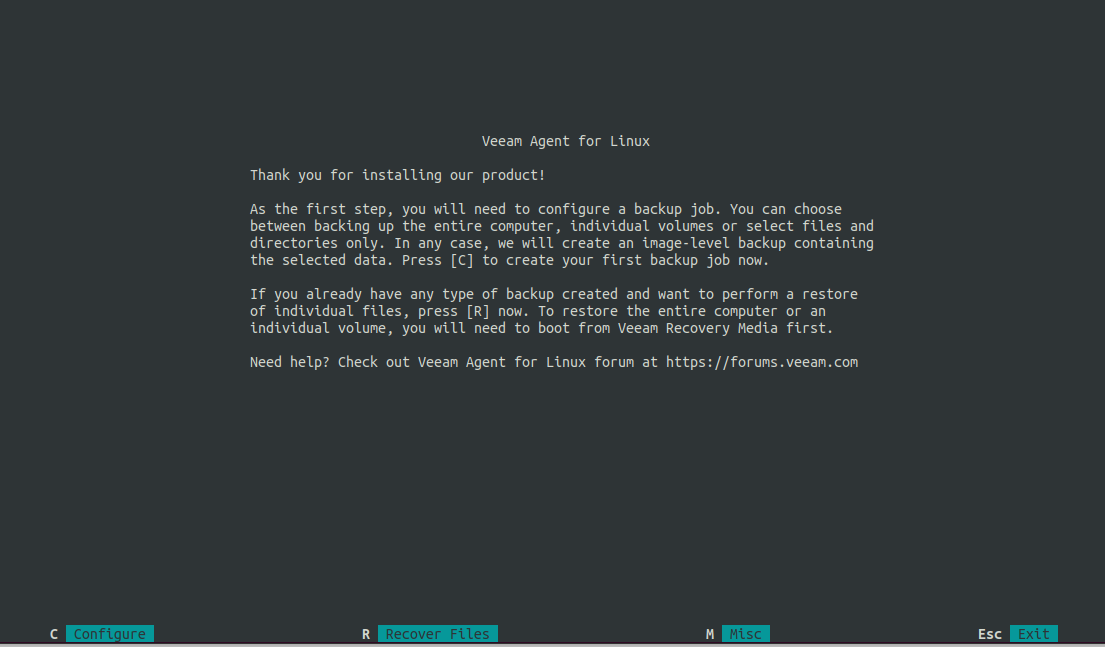 Veeam Agent for Linux
Thank you for installing our product!
As the first step, you will need to configure a backup job. You can choose
between backing up the entire computer, individual volumes or select files and
directories only. In any case, we will create an image-level backup containing
the selected data. Press [C] to create your first backup job now.
If you already have any type of backup created and want to perform a restore
of individual files, press [R] now. To restore the entire computer or an
individual volume, you will need to boot from Veeam Recovery Media first.
Need help? Check out Veeam Agent for Linux forum at https://forums.veeam.com
C Configure R Recover Files M Misc Esc Exit